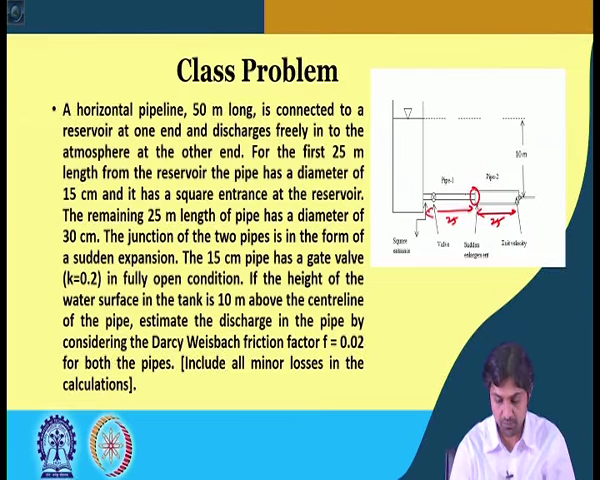 Class Problem
• A horizontal pipeline, 50 m long, is connected to a
reservoir at one end and discharges freely in to the
atmosphere at the other end. For the first 25 m
length from the reservoir the pipe has a diameter of
15 cm and it has a square entrance at the reservoir.
The remaining 25 m length of pipe has a diameter of
30 cm. The junction of the two pipes is in the form of
a sudden expansion. The 15 cm pipe has a gate valve
(k=0.2) in fully open condition. If the height of the
water surface in the tank is 10 m above the centreline
of the pipe, estimate the discharge in the pipe by
considering the Darcy Weisbach friction factor f = 0.02
for both the pipes. [Include all minor losses in the
calculations].
10 m
Pipe-1
Pipe-2
25
25
Square
entrance
Valve
Sudden
enlargement
Exit velocity